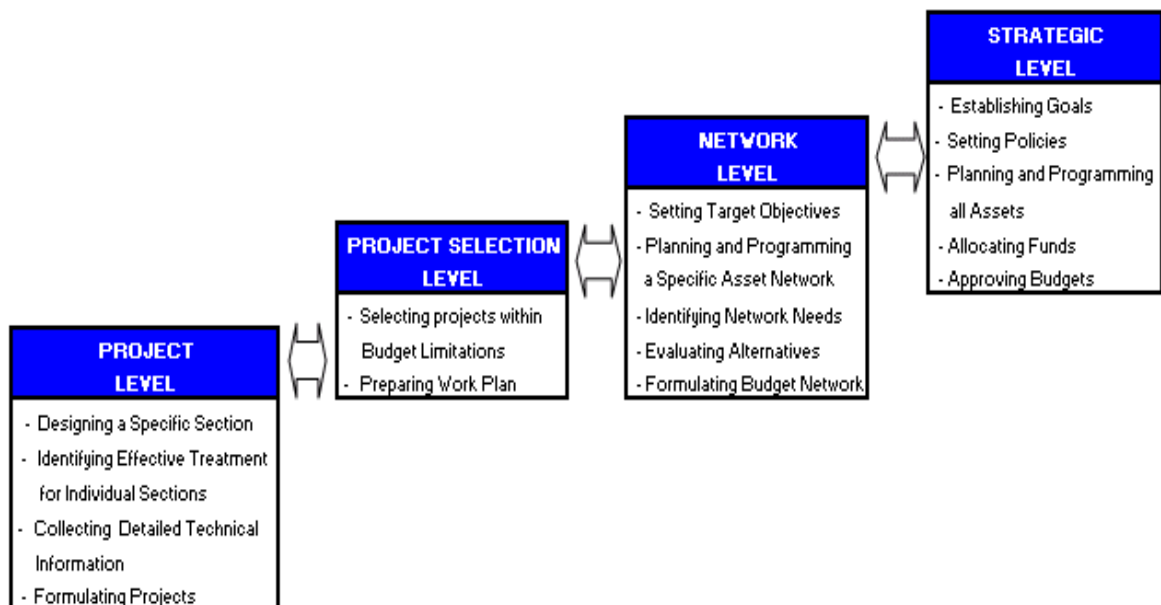 STRATEGIC
LEVEL
- Establishing Goals
- Setting Policies
- Planning and Programming
all Assets
- Allocating Funds
- Approving Budgets
NETWORK
LEVEL
- Setting Target Objectives
- Planning and Programming
a Specific Asset Network
- Identifying Network Needs
- Evaluating Alternatives
- Formulating Budget Network
PROJECT SELECTION
LEVEL
- Selecting projects within
Budget Limitations
- Preparing Work Plan
PROJECT
LEVEL
- Designing a Specific Section
- Identifying Effective Treatment
for Individual Sections
- Collecting Detailed Technical
Information
- Formulating Projects